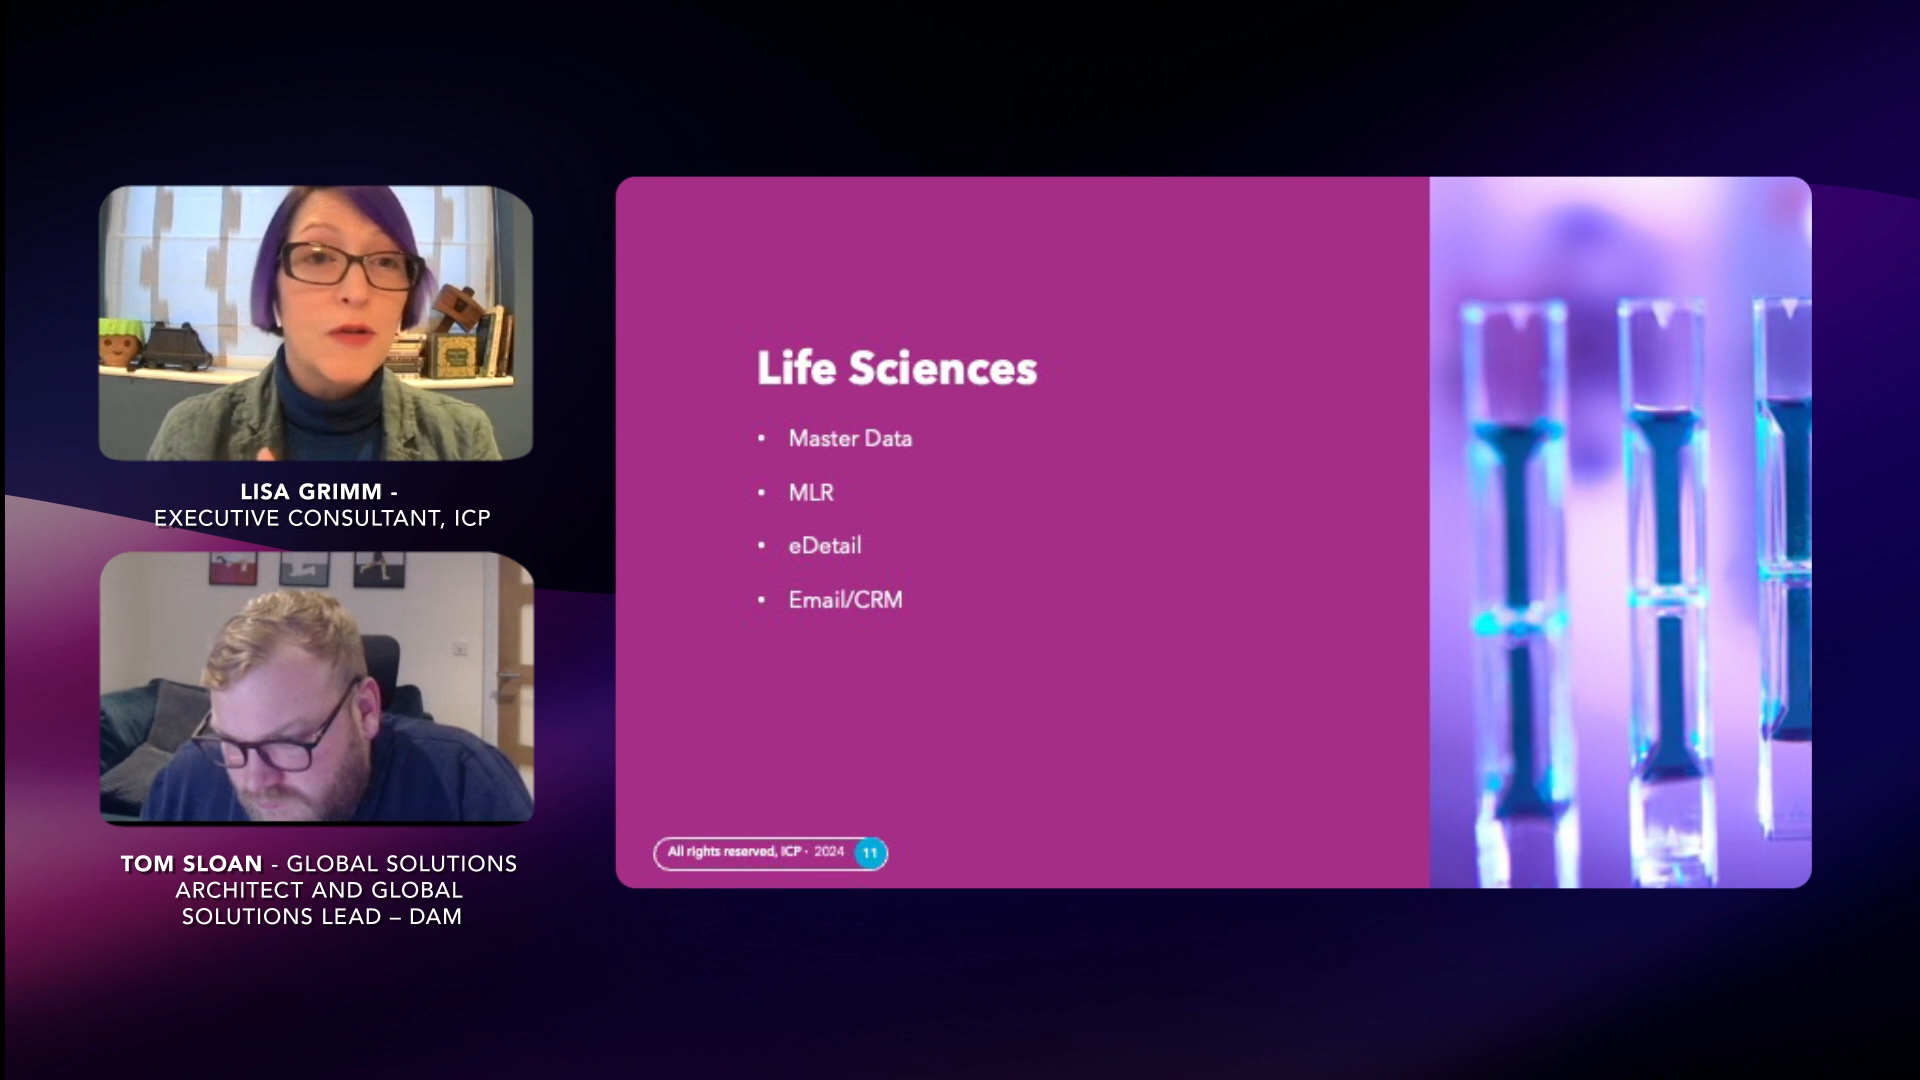 LISA GRIMM -
EXECUTIVE CONSULTANT, ICP
TOM SLOAN - GLOBAL SOLUTIONS
ARCHITECT AND GLOBAL
SOLUTIONS LEAD – DAM
Life Sciences
• Master Data
• MLR
• eDetail
• Email/CRM
All rights reserved, ICP · 2024 11